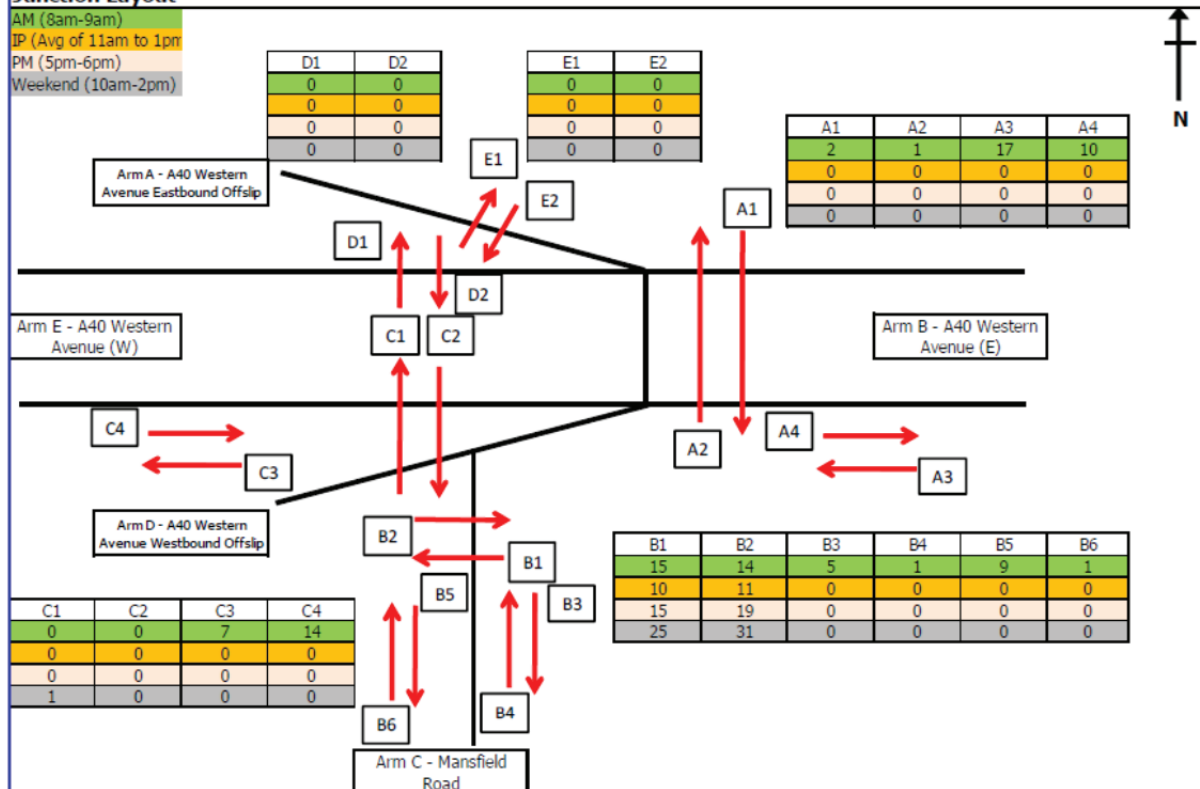 Junction Layout
AM (8am-9am)
IP (Avg of 11am to 1pm
PM (5pm-6pm)
Weekend (10am-2pm)
N
D1 D2
0 0
0 0
0 0
0 0
E1 E2
0 0
0 0
0 0
0 0
A1 A2 A3 A4
2 1 17 10
0 0 0 0
0 0 0 0
0 0 0 0
Arm A - A40 Western
Avenue Eastbound Offslip
E1
E2
A1
D1
D2
Arm E - A40 Western
Avenue (W)
C1
C2
Arm B - A40 Western
Avenue (E)
C4
C3
A4
A2
A3
Arm D - A40 Western
Avenue Westbound Offslip
B2
B1
B5
B3
B1 B2 B3 B4 B5 B6
15 14 5 1 9 1
10 11 0 0 0 0
15 19 0 0 0 0
25 31 0 0 0 0
C1 C2 C3 C4
0 0 7 14
0 0 0 0
0 0 0 0
1 0 0 0
B6
B4
Arm C - Mansfield
Road